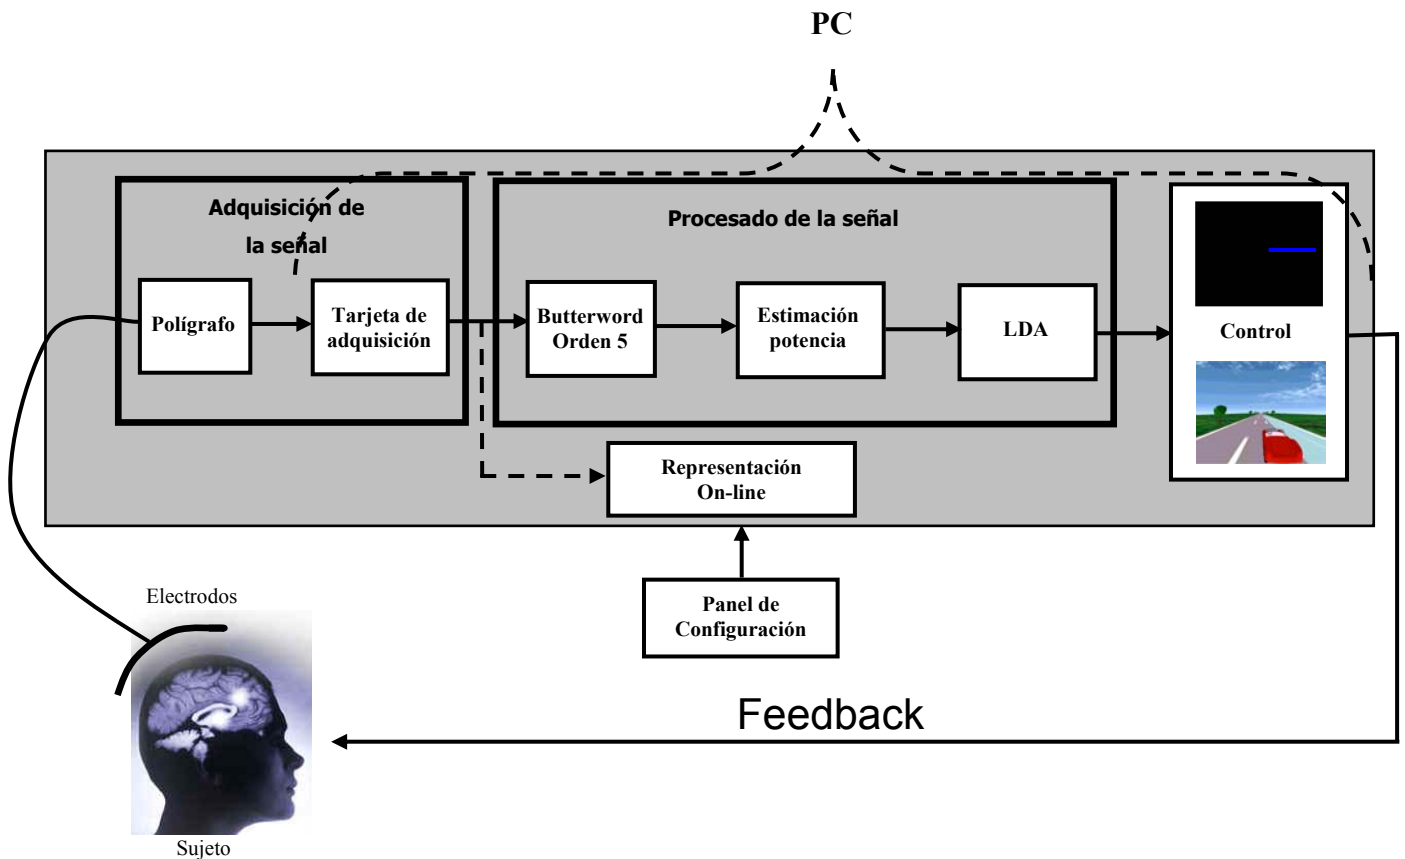 PC
Adquisición de
la señal
Procesado de la señal
Polígrafo
Tarjeta de
adquisición
Butterword
Orden 5
Estimación
potencia
LDA
Control
Representación
On-line
Panel de
Configuración
Electrodos
Feedback
Sujeto